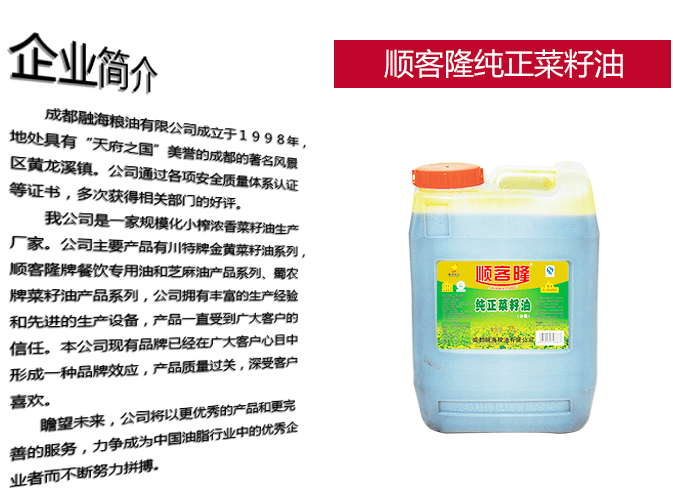 企业简介
成都融海粮油有限公司成立于1998年，
地处具有“天府之国”美誉的成都的著名风景
区黄龙溪镇。公司通过各项安全质量体系认证
等证书，多次获得相关部门的好评。
我公司是一家规模化小榨浓香菜籽油生产
厂家。公司主要产品有川特牌金黄菜籽油系列，
顺客隆牌餐饮专用油和芝麻油产品系列、蜀农
牌菜籽油产品系列，公司拥有丰富的生产经验
和先进的生产设备，产品一直受到广大客户的
信任。本公司现有品牌已经在广大客户心目中
形成一种品牌效应，产品质量过关，深受客户
喜欢。
瞻望未来，公司将以更优秀的产品和更完
善的服务，力争成为中国油脂行业中的优秀企
业者而不断努力拼搏。
顺客隆纯正菜籽油
顺客隆
纯正菜籽油
成都融海粮油有限公司